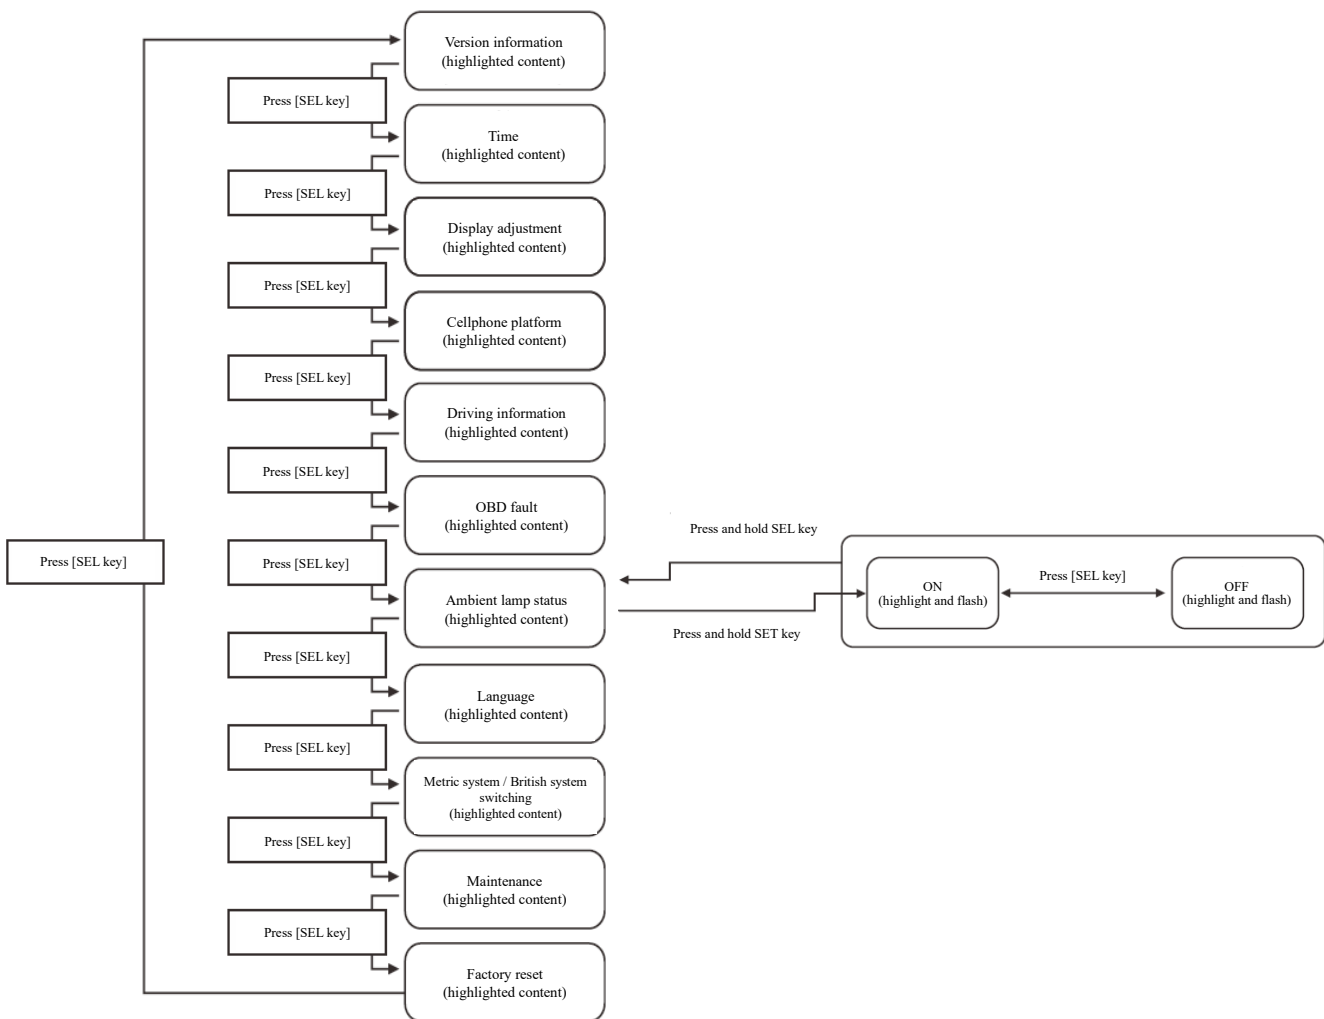 Version information
(highlighted content)
Press [SEL key]
Time
(highlighted content)
Press [SEL key]
Display adjustment
(highlighted content)
Press [SEL key]
Cellphone platform
(highlighted content)
Press [SEL key]
Driving information
(highlighted content)
Press [SEL key]
OBD fault
(highlighted content)
Press and hold SEL key
Press [SEL key]
Press [SEL key]
Ambient lamp status
(highlighted content)
ON
(highlight and flash)
Press [SEL key]
OFF
(highlight and flash)
Press and hold SET key
Press [SEL key]
Language
(highlighted content)
Press [SEL key]
Metric system / British system
switching
(highlighted content)
Press [SEL key]
Maintenance
(highlighted content)
Press [SEL key]
Factory reset
(highlighted content)